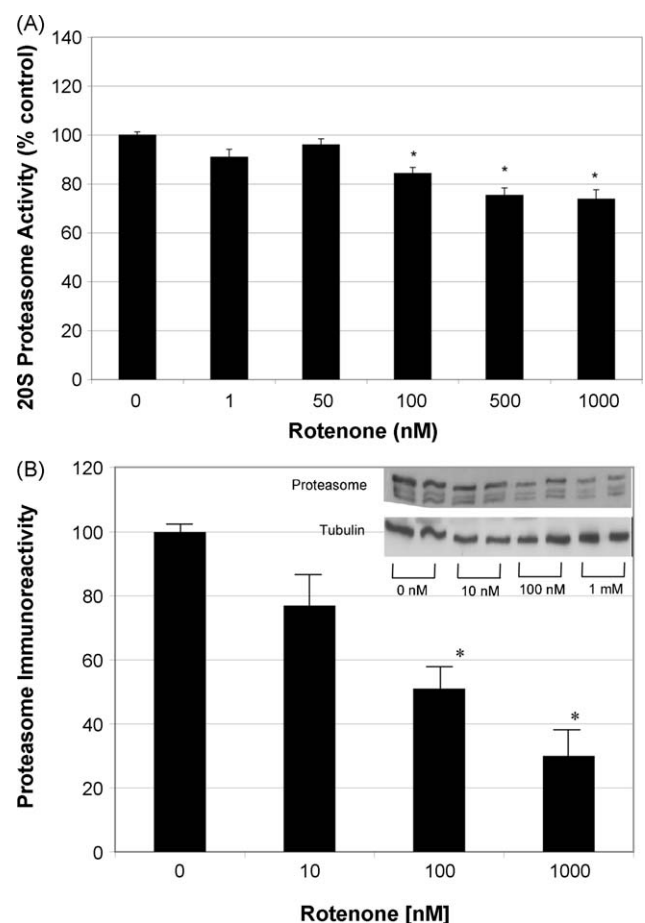 (A)
140
120
100
80
60
40
20
0
20S Proteasome Activity (% control)
*
*
*
0 1 50 100 500 1000
Rotenone (nM)
(B)
120
100
80
60
40
20
0
Proteasome Immunoreactivity
Proteasome
Tubulin
0 nM 10 nM 100 nM 1 mM
*
*
0 10 100 1000
Rotenone [nM]